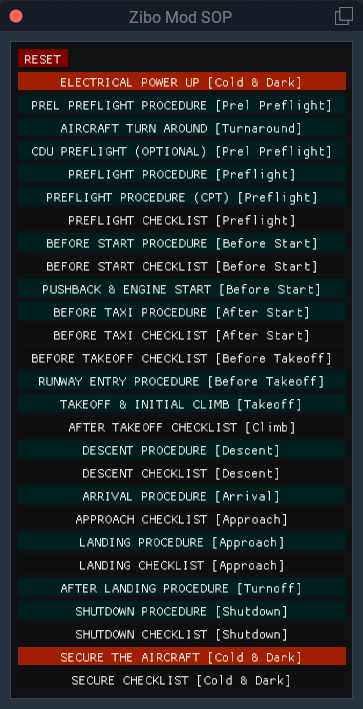 Zibo Mod SOP
RESET
ELECTRICAL POWER UP [Cold & Dark]
PREL PREFLIGHT PROCEDURE [Prel Preflight]
AIRCRAFT TURN AROUND [Turnaround]
CDU PREFLIGHT (OPTIONAL) [Prel Preflight]
PREFLIGHT PROCEDURE [Preflight]
PREFLIGHT PROCEDURE (CPT) [Preflight]
PREFLIGHT CHECKLIST [Preflight]
BEFORE START PROCEDURE [Before Start]
BEFORE START CHECKLIST [Before Start]
PUSHBACK & ENGINE START [Before Start]
BEFORE TAXI PROCEDURE [After Start]
BEFORE TAXI CHECKLIST [After Start]
BEFORE TAKEOFF CHECKLIST [Before Takeoff]
RUNWAY ENTRY PROCEDURE [Before Takeoff]
TAKEOFF & INITIAL CLIMB [Takeoff]
AFTER TAKEOFF CHECKLIST [Climb]
DESCENT PROCEDURE [Descent]
DESCENT CHECKLIST [Descent]
ARRIVAL PROCEDURE [Arrival]
APPROACH CHECKLIST [Approach]
LANDING PROCEDURE [Approach]
LANDING CHECKLIST [Approach]
AFTER LANDING PROCEDURE [Turnoff]
SHUTDOWN PROCEDURE [Shutdown]
SHUTDOWN CHECKLIST [Shutdown]
SECURE THE AIRCRAFT [Cold & Dark]
SECURE CHECKLIST [Cold & Dark]